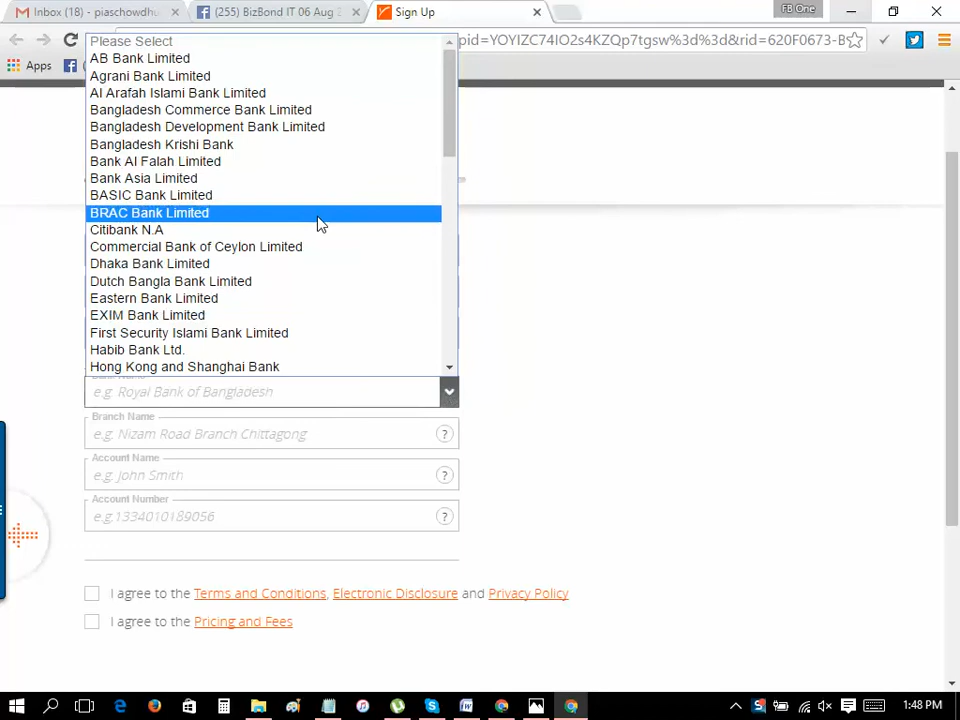 Inbox (18) - piaschowdhu
(255) BizBond IT 06 Aug
Sign Up
FB One
pid=YOYIZC74IO2s4KZQp7tgsw%3d%3d&rid=620F0673-B
Apps
Please Select
AB Bank Limited
Agrani Bank Limited
Al Arafah Islami Bank Limited
Bangladesh Commerce Bank Limited
Bangladesh Development Bank Limited
Bangladesh Krishi Bank
Bank Al Falah Limited
Bank Asia Limited
BASIC Bank Limited
BRAC Bank Limited
Citibank N.A
Commercial Bank of Ceylon Limited
Dhaka Bank Limited
Dutch Bangla Bank Limited
Eastern Bank Limited
EXIM Bank Limited
First Security Islami Bank Limited
Habib Bank Ltd.
Hong Kong and Shanghai Bank
e.g. Royal Bank of Bangladesh
Branch Name
e.g. Nizam Road Branch Chittagong
?
Account Name
e.g. John Smith
?
Account Number
e.g.1334010189056
?
I agree to the Terms and Conditions, Electronic Disclosure and Privacy Policy
I agree to the Pricing and Fees
1:48 PM